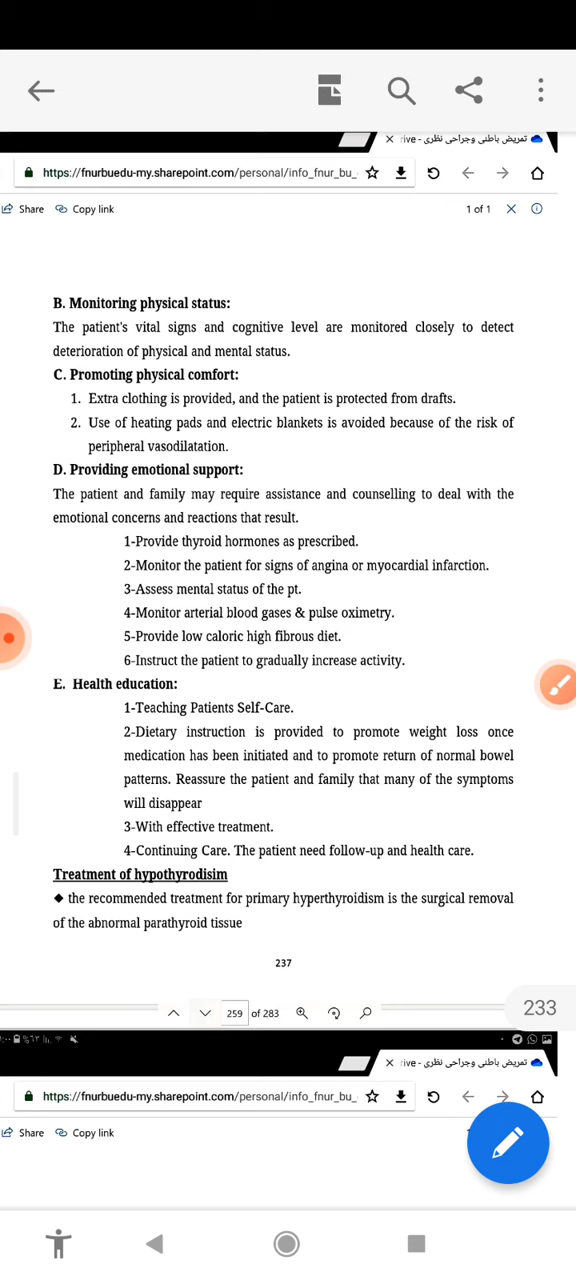 تمريض باطنى وجراحى نظرى - rive
https://fnurbuedu-my.sharepoint.com/personal/info_fnur_bu_
Share Copy link 1 of 1
B. Monitoring physical status:
The patient's vital signs and cognitive level are monitored closely to detect
deterioration of physical and mental status.
C. Promoting physical comfort:
1. Extra clothing is provided, and the patient is protected from drafts.
2. Use of heating pads and electric blankets is avoided because of the risk of
peripheral vasodilatation.
D. Providing emotional support:
The patient and family may require assistance and counselling to deal with the
emotional concerns and reactions that result.
1-Provide thyroid hormones as prescribed.
2-Monitor the patient for signs of angina or myocardial infarction.
3-Assess mental status of the pt.
4-Monitor arterial blood gases & pulse oximetry.
5-Provide low caloric high fibrous diet.
6-Instruct the patient to gradually increase activity.
E. Health education:
1-Teaching Patients Self-Care.
2-Dietary instruction is provided to promote weight loss once
medication has been initiated and to promote return of normal bowel
patterns. Reassure the patient and family that many of the symptoms
will disappear
3-With effective treatment.
4-Continuing Care. The patient need follow-up and health care.
Treatment of hypothyrodisim
◆ the recommended treatment for primary hyperthyroidism is the surgical removal
of the abnormal parathyroid tissue
237
233
259 of 283
%٦٣
تمريض باطنى وجراحى نظرى - rive
https://fnurbuedu-my.sharepoint.com/personal/info_fnur_bu_
Share Copy link